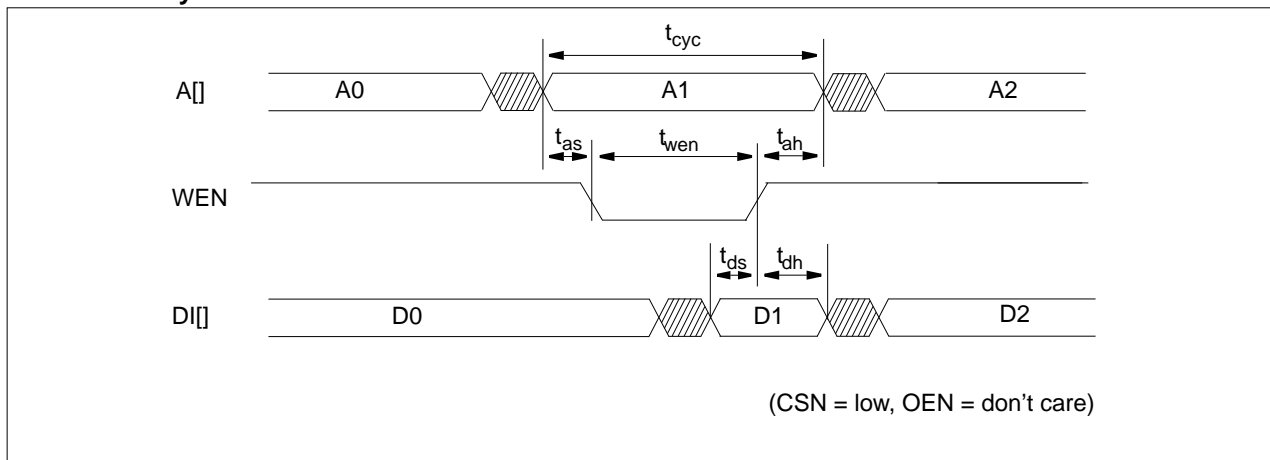 t_cyc
A[] A0 A1 A2
t_as t_wen t_ah
WEN
t_ds t_dh
DI[] D0 D1 D2
(CSN = low, OEN = don't care)